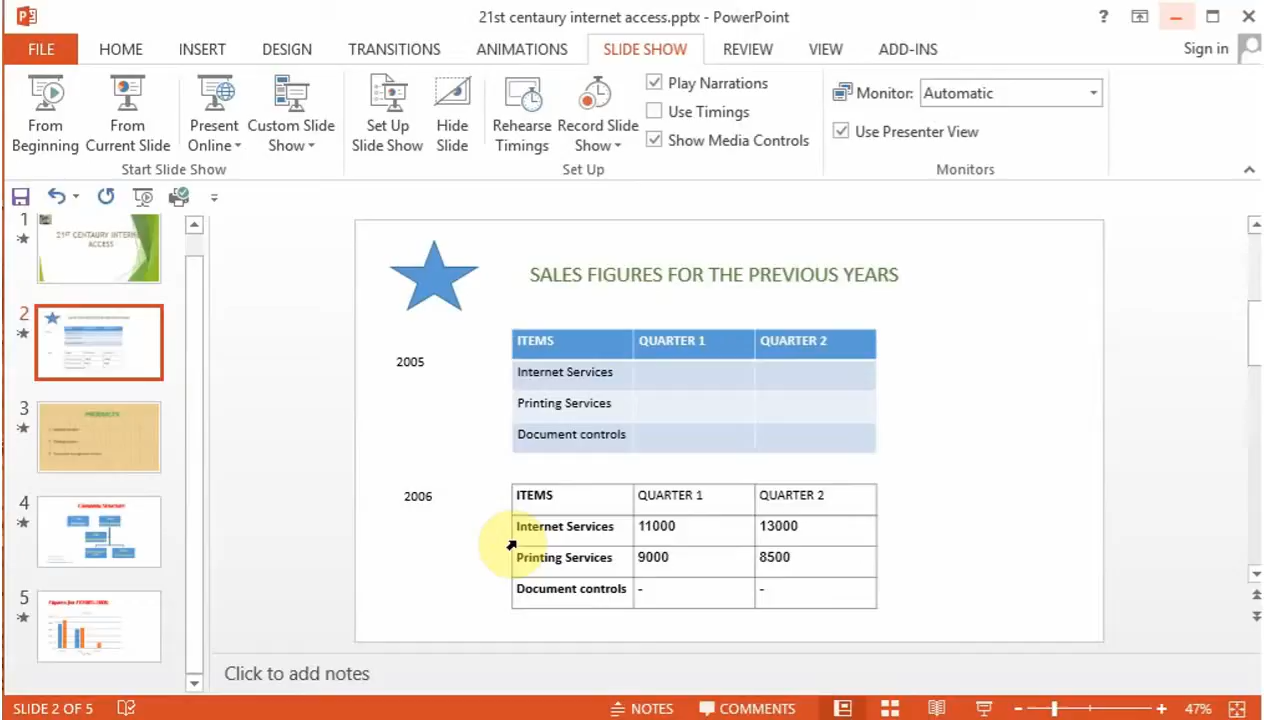 21st centaury internet access.pptx - PowerPoint
?
FILE HOME INSERT DESIGN TRANSITIONS ANIMATIONS SLIDE SHOW REVIEW VIEW ADD-INS Sign in
From Beginning
From Current Slide
Present Online
Custom Slide Show
Start Slide Show
Set Up Slide Show
Hide Slide
Rehearse Timings
Record Slide Show
Play Narrations
Use Timings
Show Media Controls
Set Up
Monitor: Automatic
Use Presenter View
Monitors
1
21ST CENTAURY INTERN
ACCESS
2
3
PRODUCTS
4
5
SALES FIGURES FOR THE PREVIOUS YEARS
2005
ITEMS QUARTER 1 QUARTER 2
Internet Services
Printing Services
Document controls
2006
ITEMS QUARTER 1 QUARTER 2
Internet Services 11000 13000
Printing Services 9000 8500
Document controls - -
Click to add notes
SLIDE 2 OF 5 NOTES COMMENTS 47%